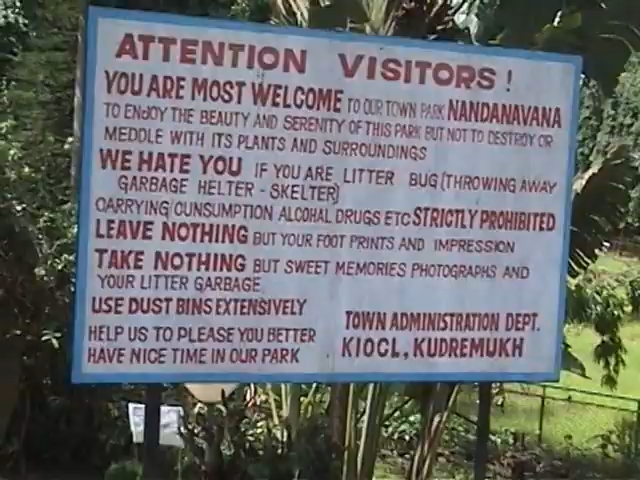 ATTENTION VISITORS !
YOU ARE MOST WELCOME TO OUR TOWN PARK NANDANAVANA
TO ENJOY THE BEAUTY AND SERENITY OF THIS PARK BUT NOT TO DESTROY OR
MEDDLE WITH ITS PLANTS AND SURROUNDINGS
WE HATE YOU IF YOU ARE LITTER BUG (THROWING AWAY
GARBAGE HELTER - SKELTER)
CARRYING/CUNSUMPTION ALCOHAL DRUGS ETC STRICTLY PROHIBITED
LEAVE NOTHING BUT YOUR FOOT PRINTS AND IMPRESSION
TAKE NOTHING BUT SWEET MEMORIES PHOTOGRAPHS AND
YOUR LITTER GARBAGE.
USE DUST BINS EXTENSIVELY
HELP US TO PLEASE YOU BETTER
HAVE NICE TIME IN OUR PARK
TOWN ADMINISTRATION DEPT.
KIOCL, KUDREMUKH